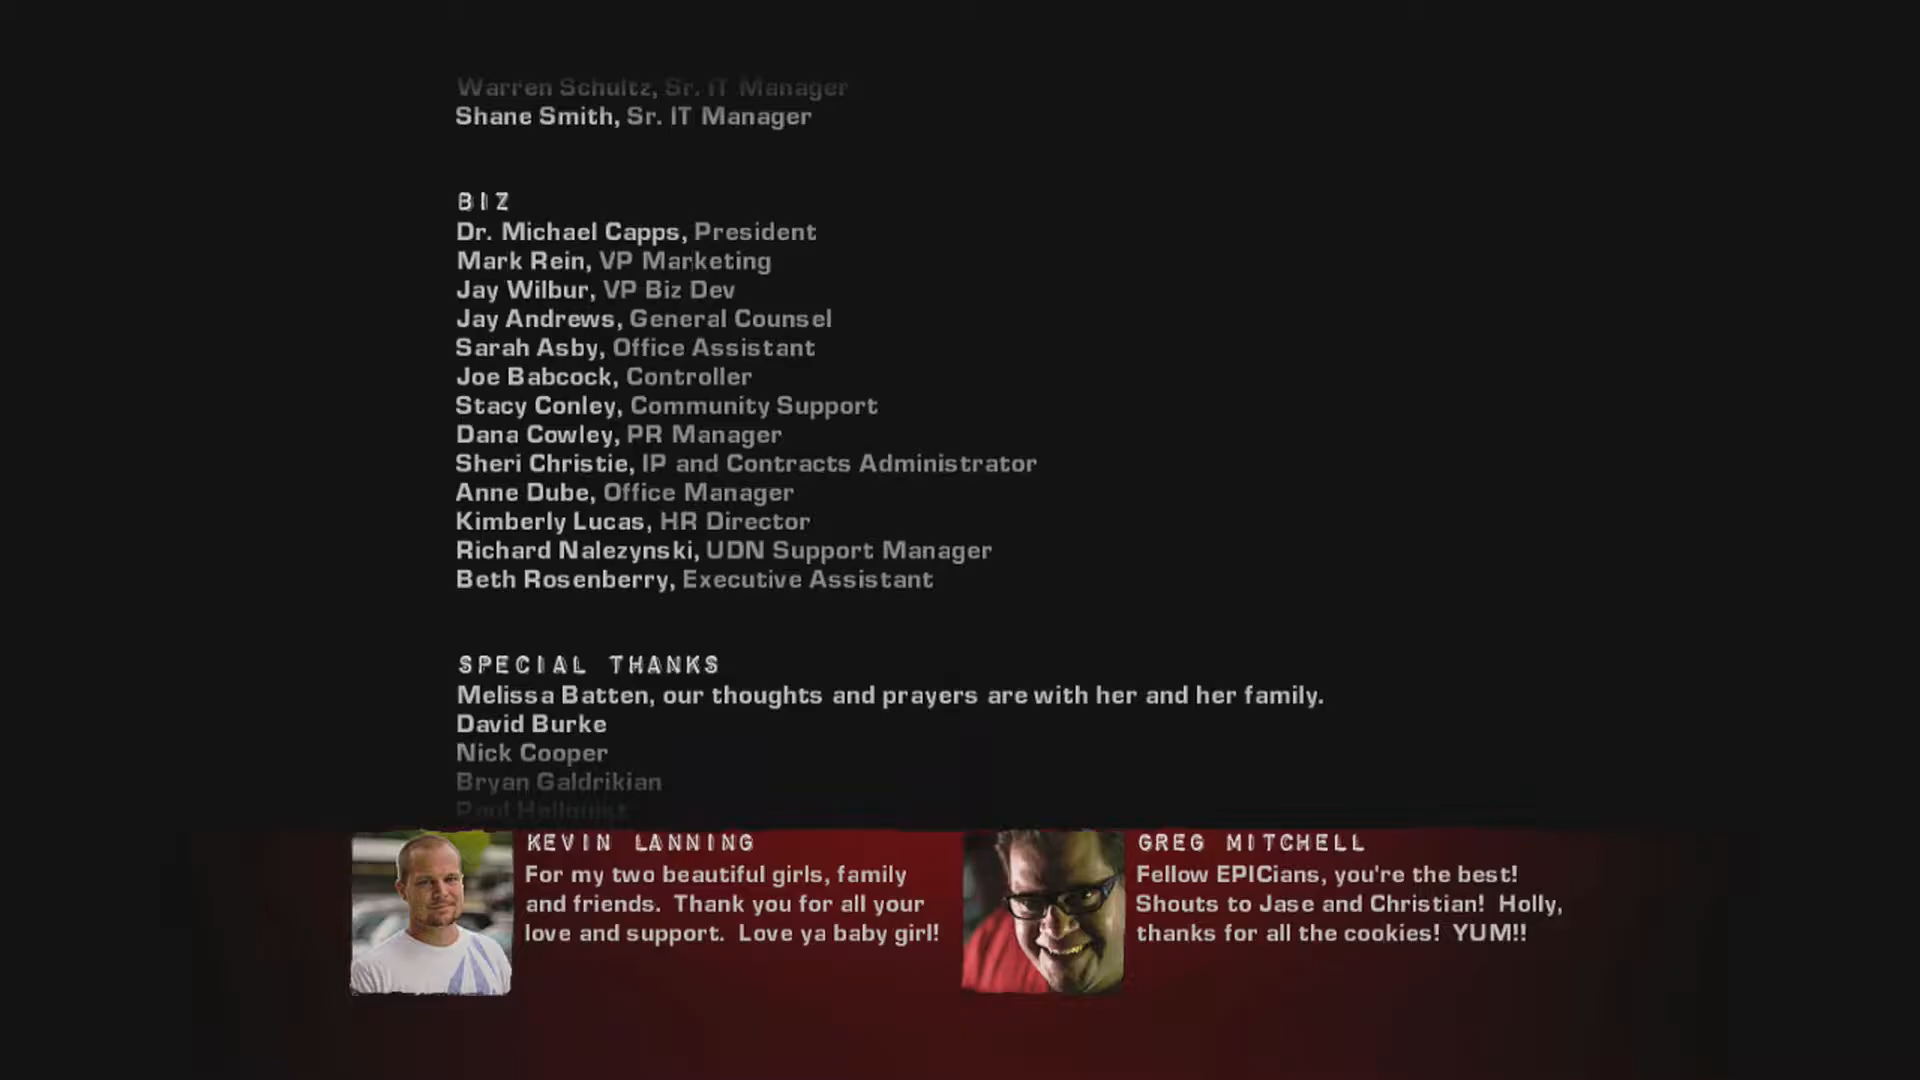 Warren Schultz, Sr. IT Manager
Shane Smith, Sr. IT Manager
BIZ
Dr. Michael Capps, President
Mark Rein, VP Marketing
Jay Wilbur, VP Biz Dev
Jay Andrews, General Counsel
Sarah Asby, Office Assistant
Joe Babcock, Controller
Stacy Conley, Community Support
Dana Cowley, PR Manager
Sheri Christie, IP and Contracts Administrator
Anne Dube, Office Manager
Kimberly Lucas, HR Director
Richard Nalezynski, UDN Support Manager
Beth Rosenberry, Executive Assistant
SPECIAL THANKS
Melissa Batten, our thoughts and prayers are with her and her family.
David Burke
Nick Cooper
Bryan Galdrikian
Paul
KEVIN LANNING
For my two beautiful girls, family
and friends. Thank you for all your
love and support. Love ya baby girl!
GREG MITCHELL
Fellow EPICians, you're the best!
Shouts to Jase and Christian! Holly,
thanks for all the cookies! YUM!!